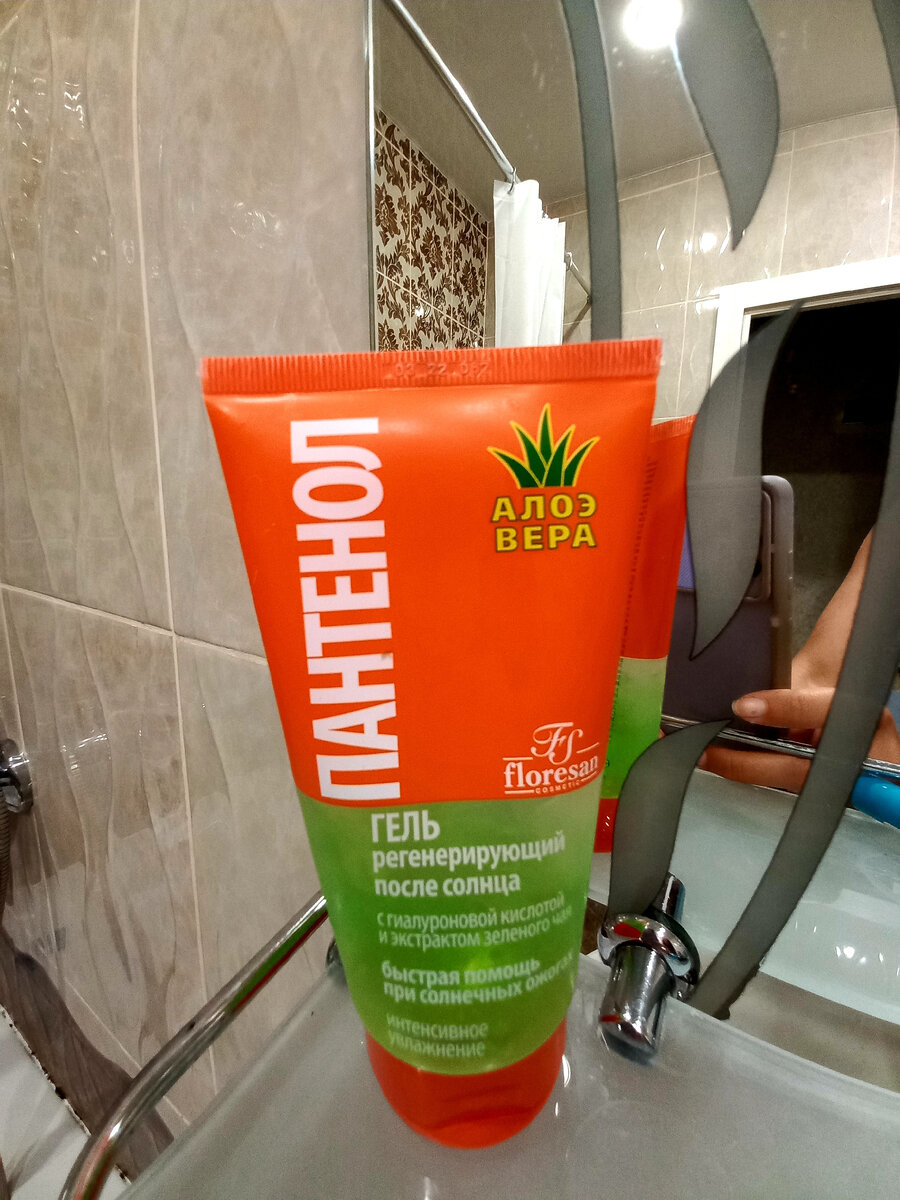 ПАНТЕНОЛ
АЛОЭ
ВЕРА
FS
floresan
COSMETIC
ГЕЛЬ
регенерирующий
после солнца
с гиалуроновой кислотой
и экстрактом зеленого чая
быстрая помощь
при солнечных ожогах
интенсивное
увлажнение